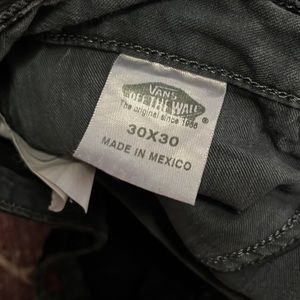 VANS
OFF THE WALL
The original since 1966
30X30
MADE IN MEXICO